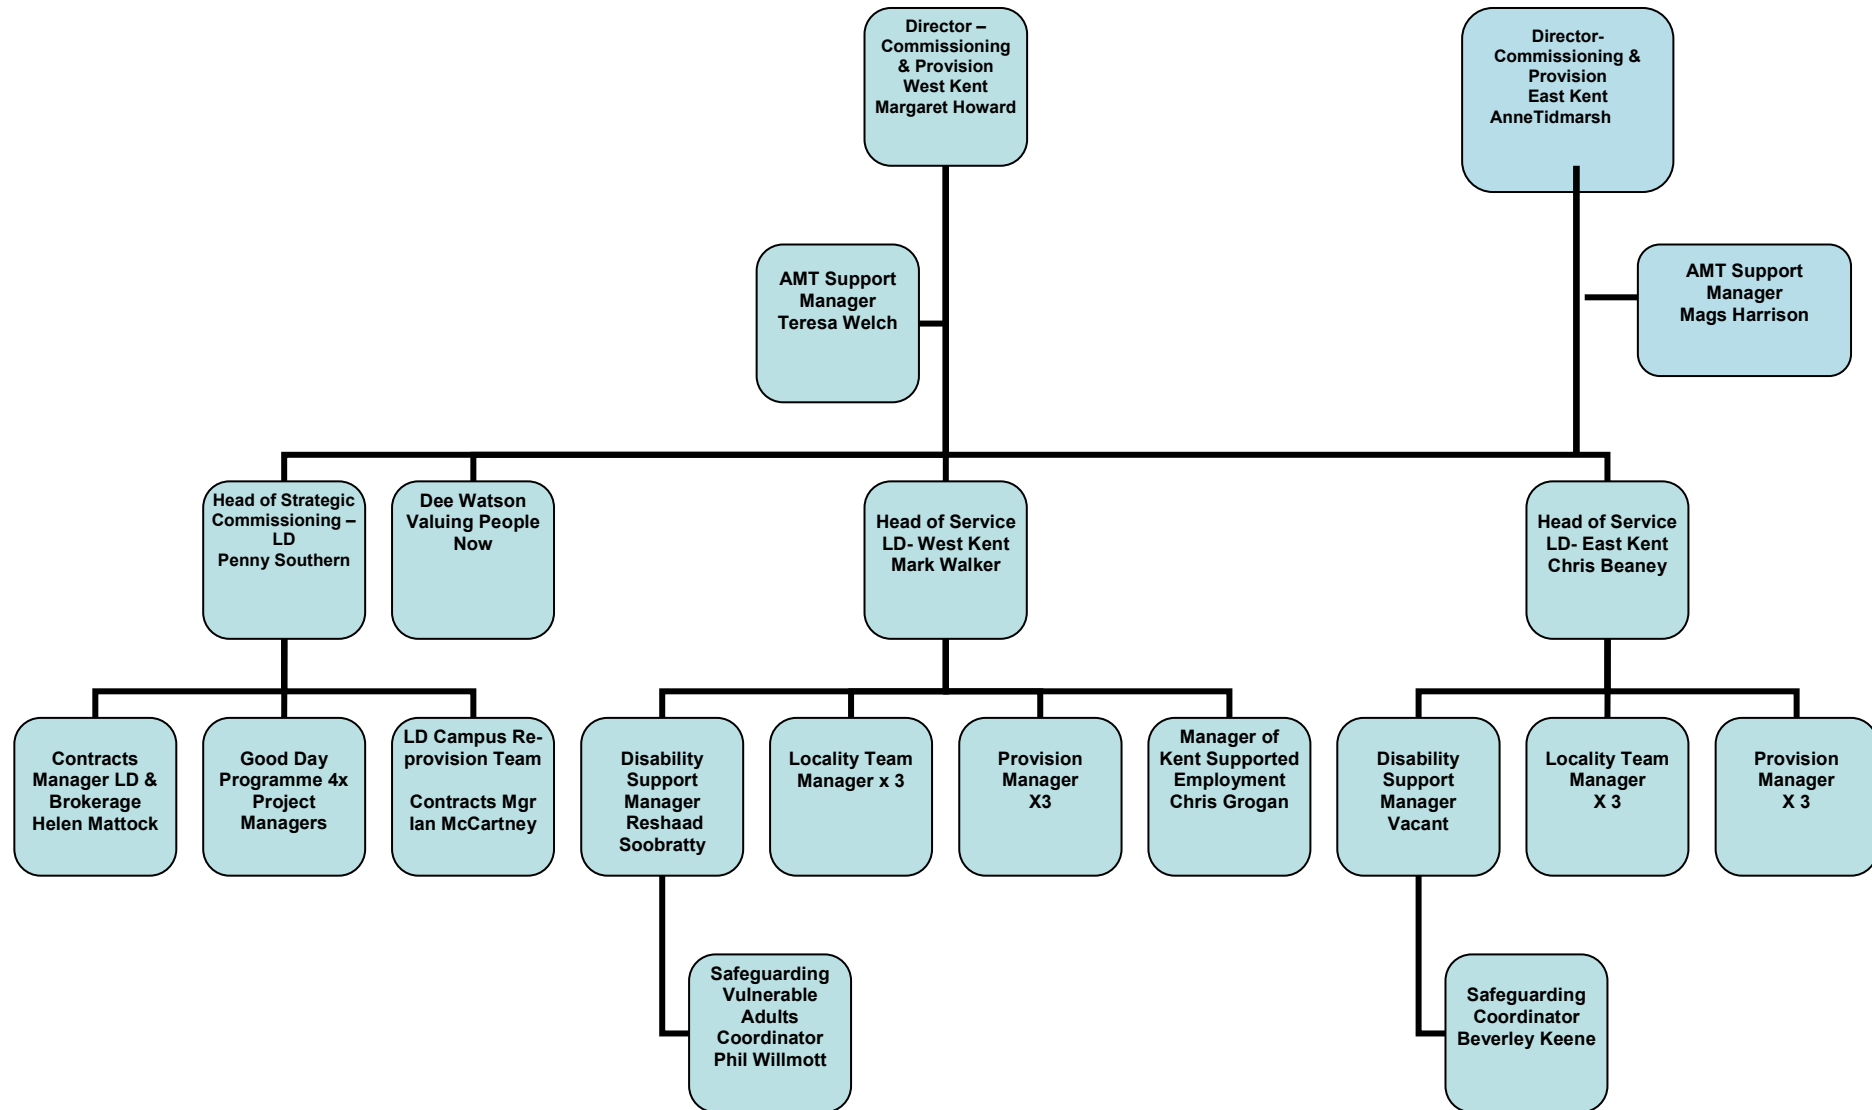 Director –
Commissioning
& Provision
West Kent
Margaret Howard
Director-
Commissioning &
Provision
East Kent
AnneTidmarsh
AMT Support
Manager
Teresa Welch
AMT Support
Manager
Mags Harrison
Head of Strategic
Commissioning –
LD
Penny Southern
Dee Watson
Valuing People
Now
Head of Service
LD- West Kent
Mark Walker
Head of Service
LD- East Kent
Chris Beaney
Contracts
Manager LD &
Brokerage
Helen Mattock
Good Day
Programme 4x
Project
Managers
LD Campus Re-
provision Team
Contracts Mgr
Ian McCartney
Disability
Support
Manager
Reshaad
Soobratty
Locality Team
Manager x 3
Provision
Manager
X3
Manager of
Kent Supported
Employment
Chris Grogan
Disability
Support
Manager
Vacant
Locality Team
Manager
X 3
Provision
Manager
X 3
Safeguarding
Vulnerable
Adults
Coordinator
Phil Willmott
Safeguarding
Coordinator
Beverley Keene